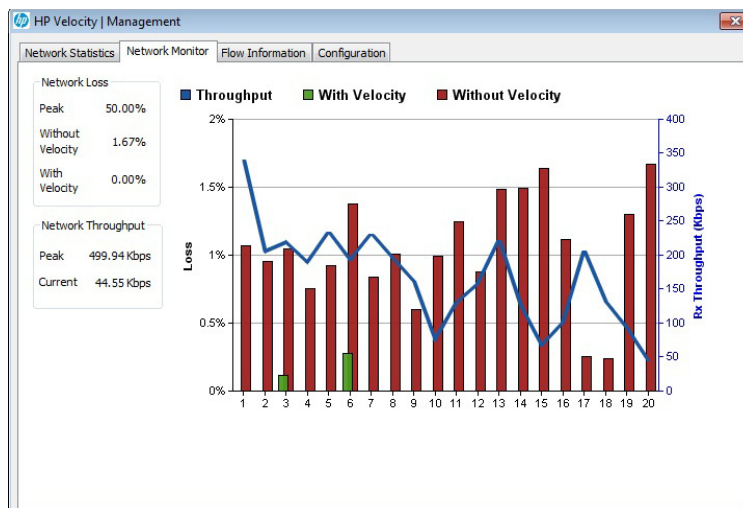 HP Velocity | Management
Network Statistics Network Monitor Flow Information Configuration
Network Loss
Peak 50.00%
Without Velocity 1.67%
With Velocity 0.00%
Network Throughput
Peak 499.94 Kbps
Current 44.55 Kbps
Throughput With Velocity Without Velocity
2%
1.5%
1%
0.5%
0%
Loss
400
350
300
250
200
150
100
50
0
Rx Throughput (Kbps)
1 2 3 4 5 6 7 8 9 10 11 12 13 14 15 16 17 18 19 20